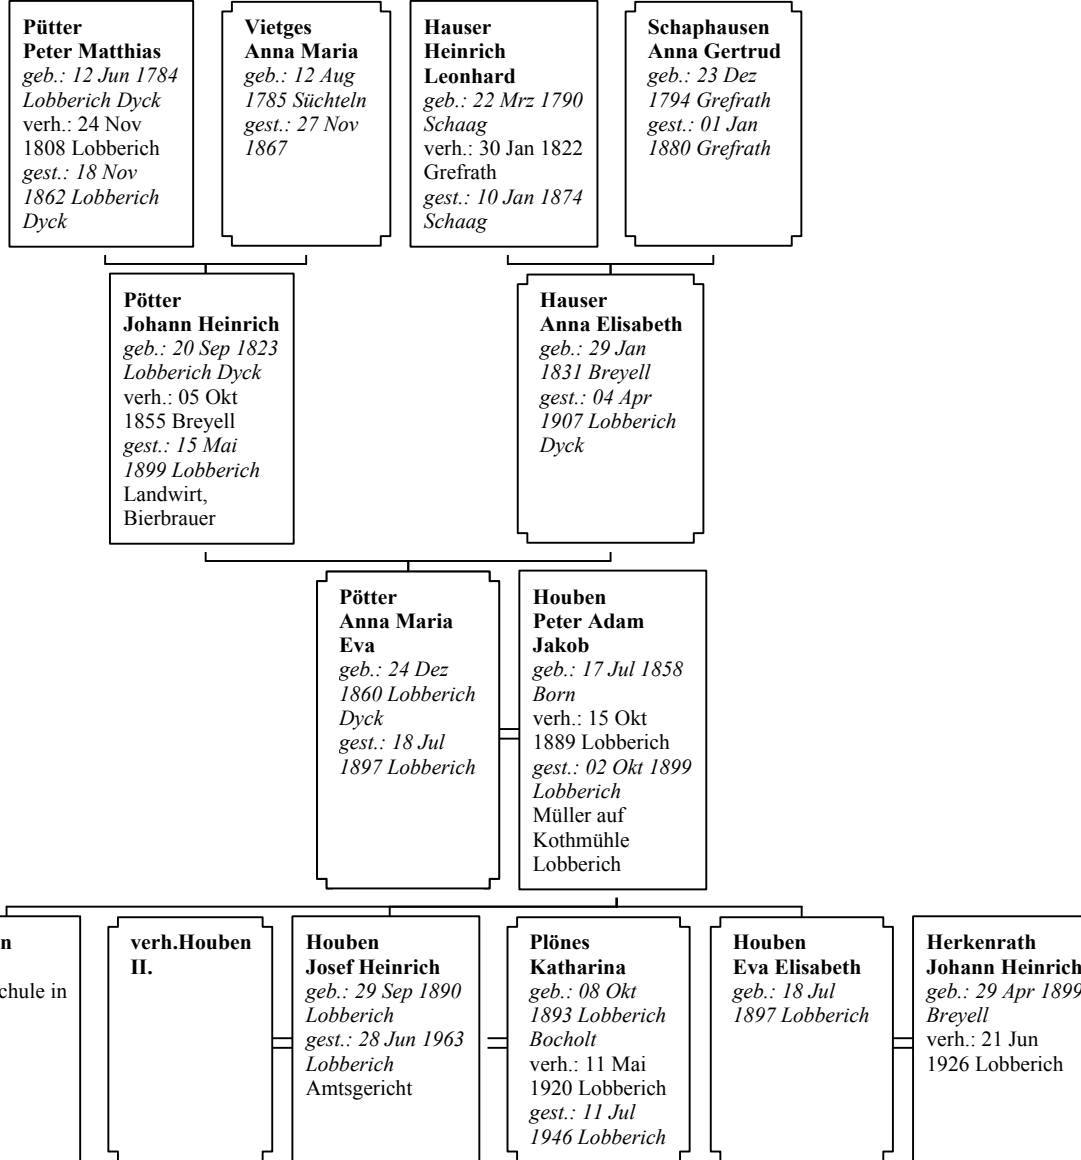 Pütter
Peter Matthias
geb.: 12 Jun 1784
Lobberich Dyck
verh.: 24 Nov
1808 Lobberich
gest.: 18 Nov
1862 Lobberich
Dyck
Vietges
Anna Maria
geb.: 12 Aug
1785 Süchteln
gest.: 27 Nov
1867
Hauser
Heinrich
Leonhard
geb.: 22 Mrz 1790
Schaag
verh.: 30 Jan 1822
Grefrath
gest.: 10 Jan 1874
Schaag
Schaphausen
Anna Gertrud
geb.: 23 Dez
1794 Grefrath
gest.: 01 Jan
1880 Grefrath
Pötter
Johann Heinrich
geb.: 20 Sep 1823
Lobberich Dyck
verh.: 05 Okt
1855 Breyell
gest.: 15 Mai
1899 Lobberich
Landwirt,
Bierbrauer
Hauser
Anna Elisabeth
geb.: 29 Jan
1831 Breyell
gest.: 04 Apr
1907 Lobberich
Dyck
Pötter
Anna Maria
Eva
geb.: 24 Dez
1860 Lobberich
Dyck
gest.: 18 Jul
1897 Lobberich
Houben
Peter Adam
Jakob
geb.: 17 Jul 1858
Born
verh.: 15 Okt
1889 Lobberich
gest.: 02 Okt 1899
Lobberich
Müller auf
Kothmühle
Lobberich
n
chule in
verh.Houben
II.
Houben
Josef Heinrich
geb.: 29 Sep 1890
Lobberich
gest.: 28 Jun 1963
Lobberich
Amtsgericht
Plönes
Katharina
geb.: 08 Okt
1893 Lobberich
Bocholt
verh.: 11 Mai
1920 Lobberich
gest.: 11 Jul
1946 Lobberich
Houben
Eva Elisabeth
geb.: 18 Jul
1897 Lobberich
Herkenrath
Johann Heinrich
geb.: 29 Apr 1899
Breyell
verh.: 21 Jun
1926 Lobberich